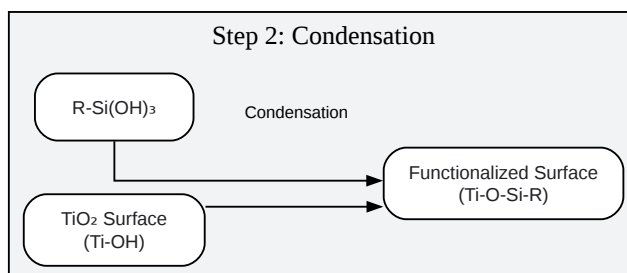 Step 2: Condensation
R-Si(OH)₃
Condensation
Functionalized Surface
(Ti-O-Si-R)
TiO₂ Surface
(Ti-OH)